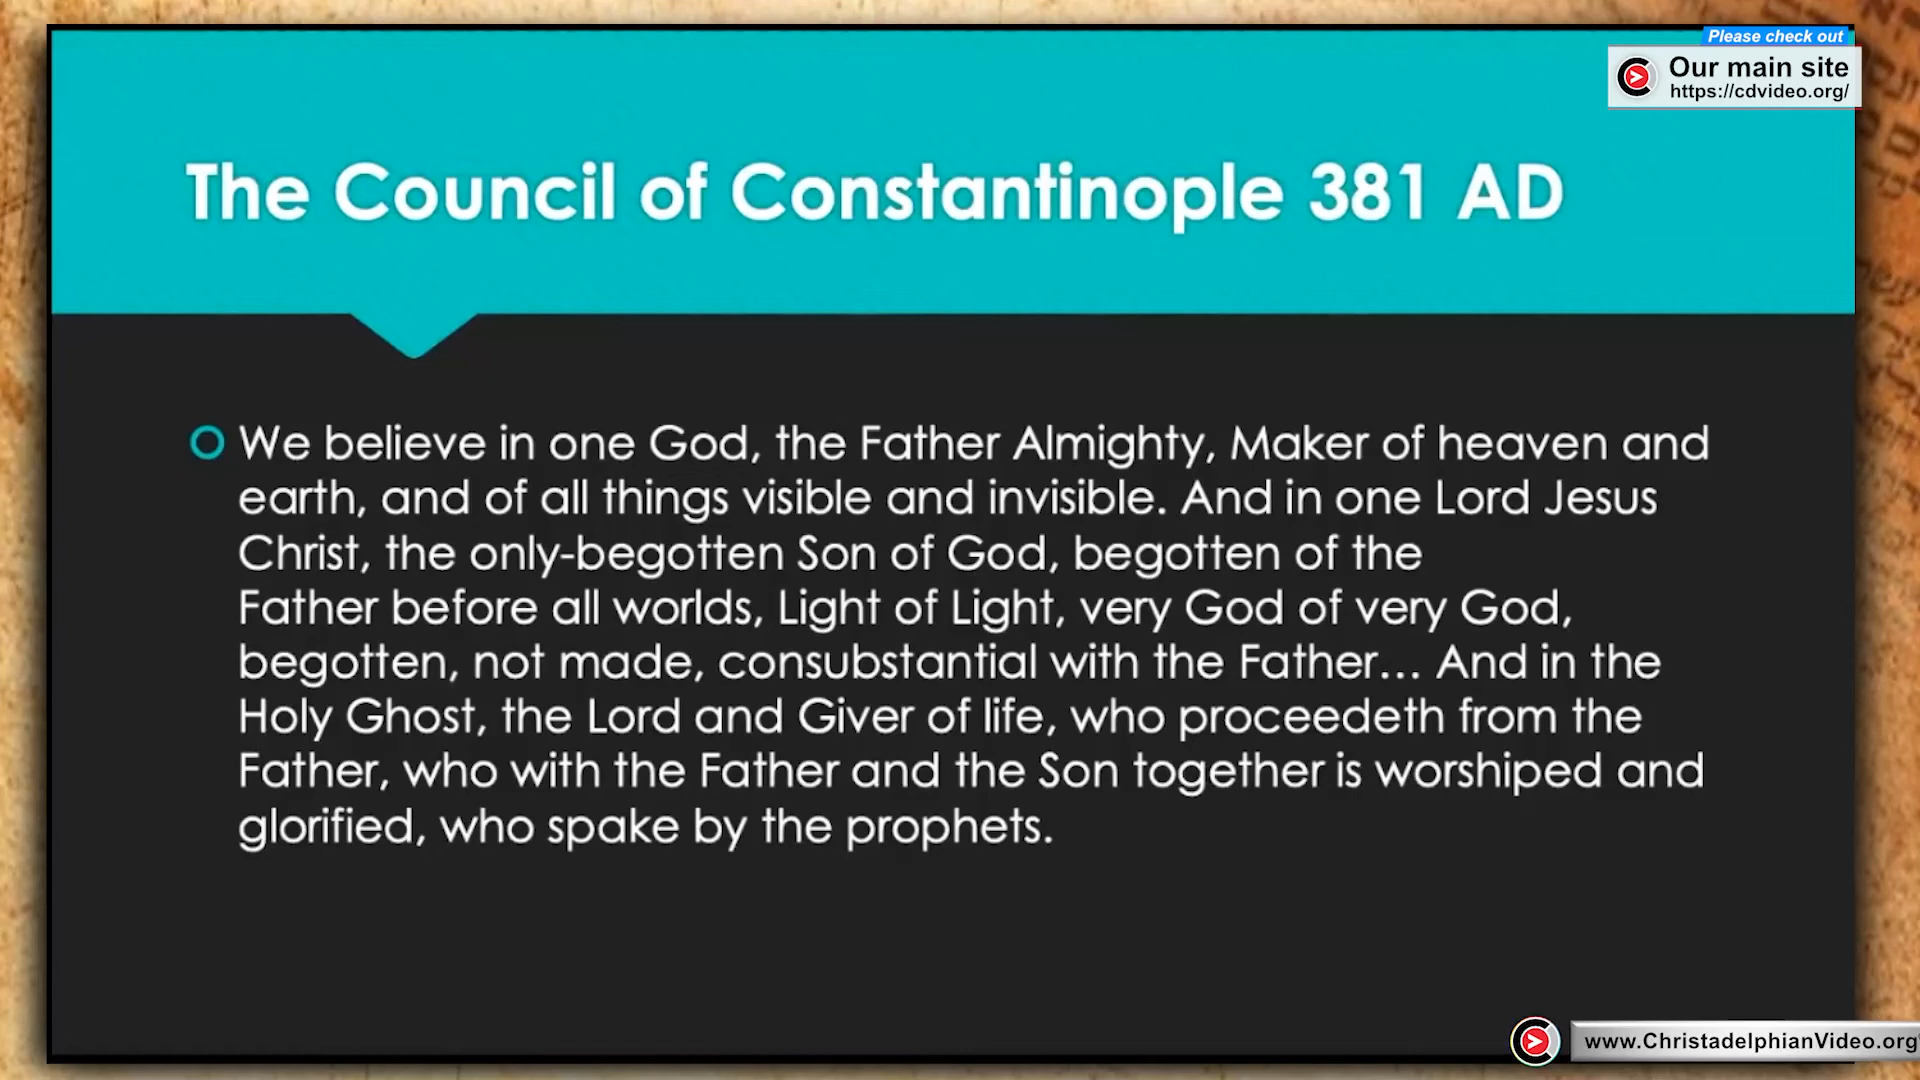 Please check out
Our main site
https://cdvideo.org/
The Council of Constantinople 381 AD
We believe in one God, the Father Almighty, Maker of heaven and
earth, and of all things visible and invisible. And in one Lord Jesus
Christ, the only-begotten Son of God, begotten of the
Father before all worlds, Light of Light, very God of very God,
begotten, not made, consubstantial with the Father… And in the
Holy Ghost, the Lord and Giver of life, who proceedeth from the
Father, who with the Father and the Son together is worshiped and
glorified, who spake by the prophets.
www.ChristadelphianVideo.org